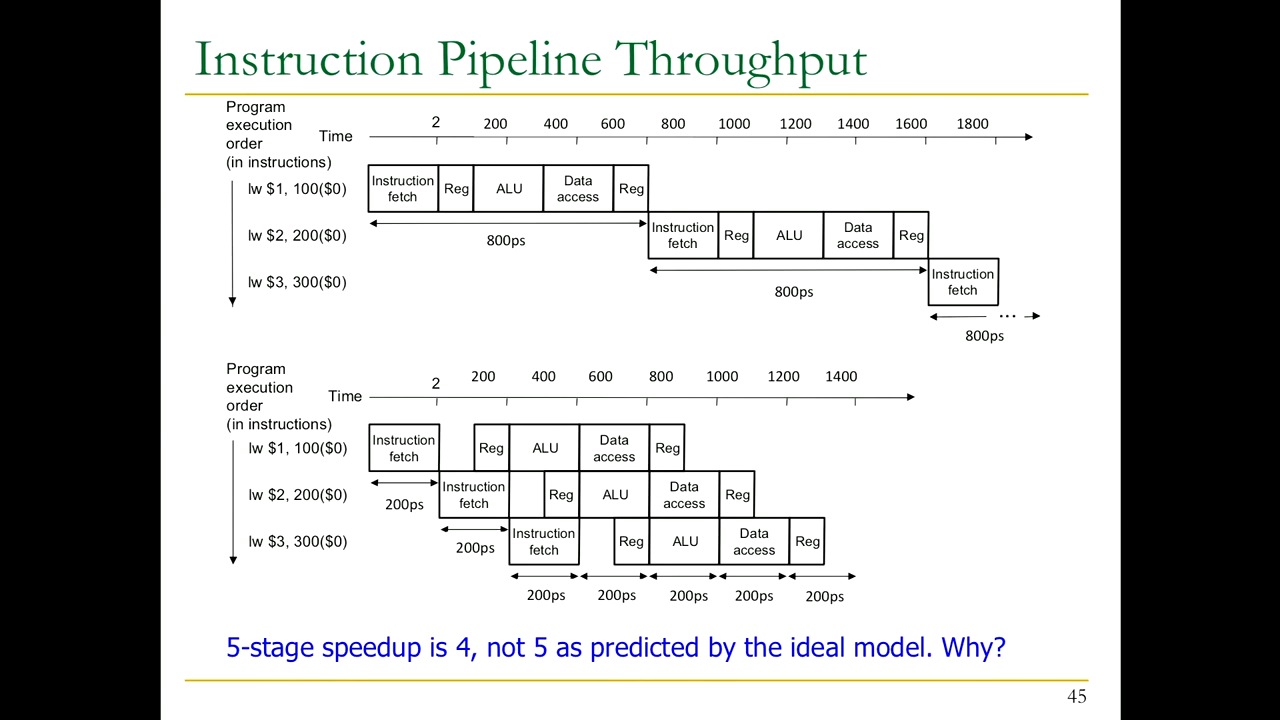 Instruction Pipeline Throughput
Program
execution
order
(in instructions)
Time
2 200 400 600 800 1000 1200 1400 1600 1800
lw $1, 100($0)
Instruction
fetch
Reg
ALU
Data
access
Reg
800ps
lw $2, 200($0)
Instruction
fetch
Reg
ALU
Data
access
Reg
800ps
lw $3, 300($0)
Instruction
fetch
...
800ps
Program
execution
order
(in instructions)
Time
2 200 400 600 800 1000 1200 1400
lw $1, 100($0)
Instruction
fetch
Reg
ALU
Data
access
Reg
200ps
lw $2, 200($0)
Instruction
fetch
Reg
ALU
Data
access
Reg
200ps
lw $3, 300($0)
Instruction
fetch
Reg
ALU
Data
access
Reg
200ps 200ps 200ps 200ps 200ps
5-stage speedup is 4, not 5 as predicted by the ideal model. Why?
45